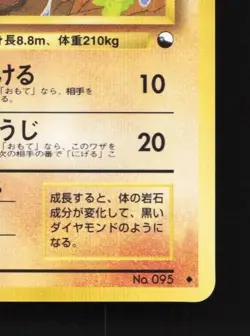 身長8.8m、体重210kg
ける 10
「おもて」なら、相手を
る。
うじ 20
「おもて」なら、このワザを
次の相手の番で「にげる」こ
成長すると、体の岩石
成分が変化して、黒い
ダイヤモンドのように
なる。
No. 095 ◆